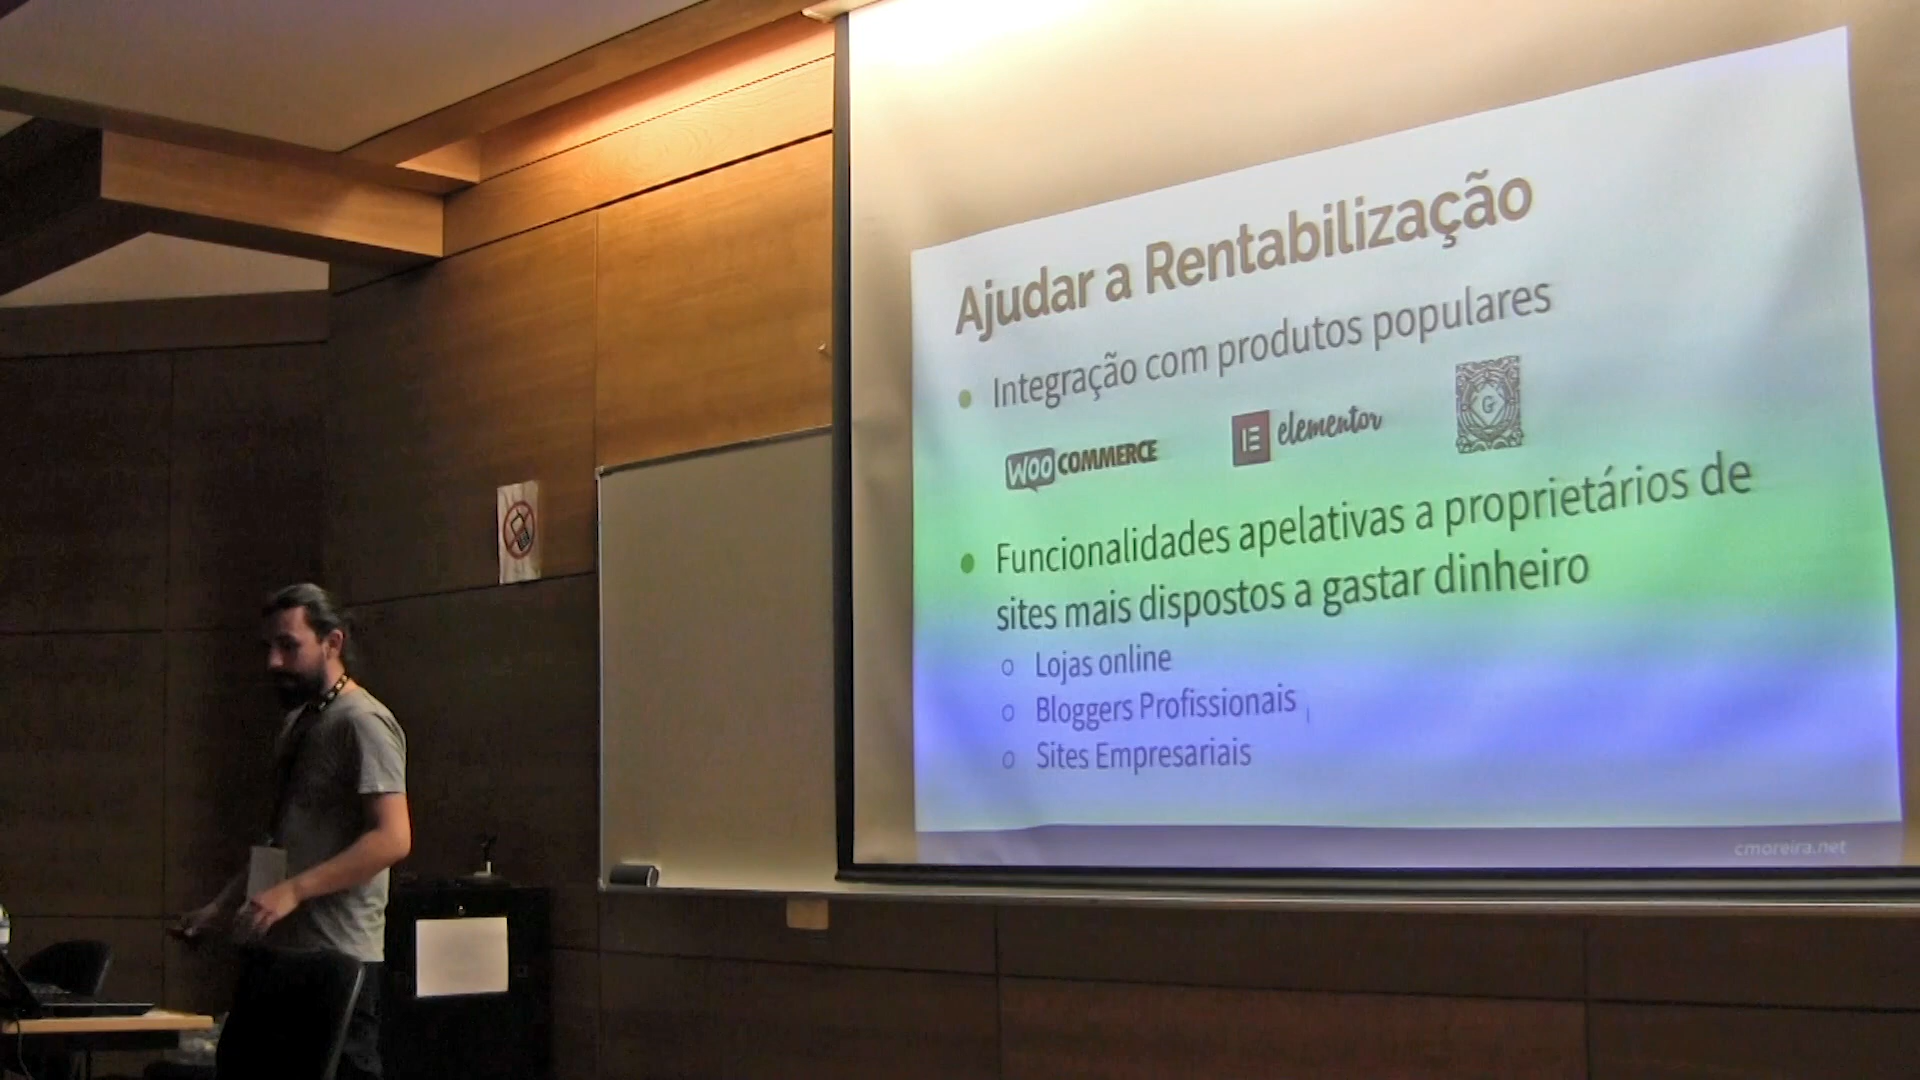 Ajudar a Rentabilização
Integração com produtos populares
WOO COMMERCE
elementor
G
Funcionalidades apelativas a proprietários de
sites mais dispostos a gastar dinheiro
Lojas online
Bloggers Profissionais
Sites Empresariais
cmoreira.net